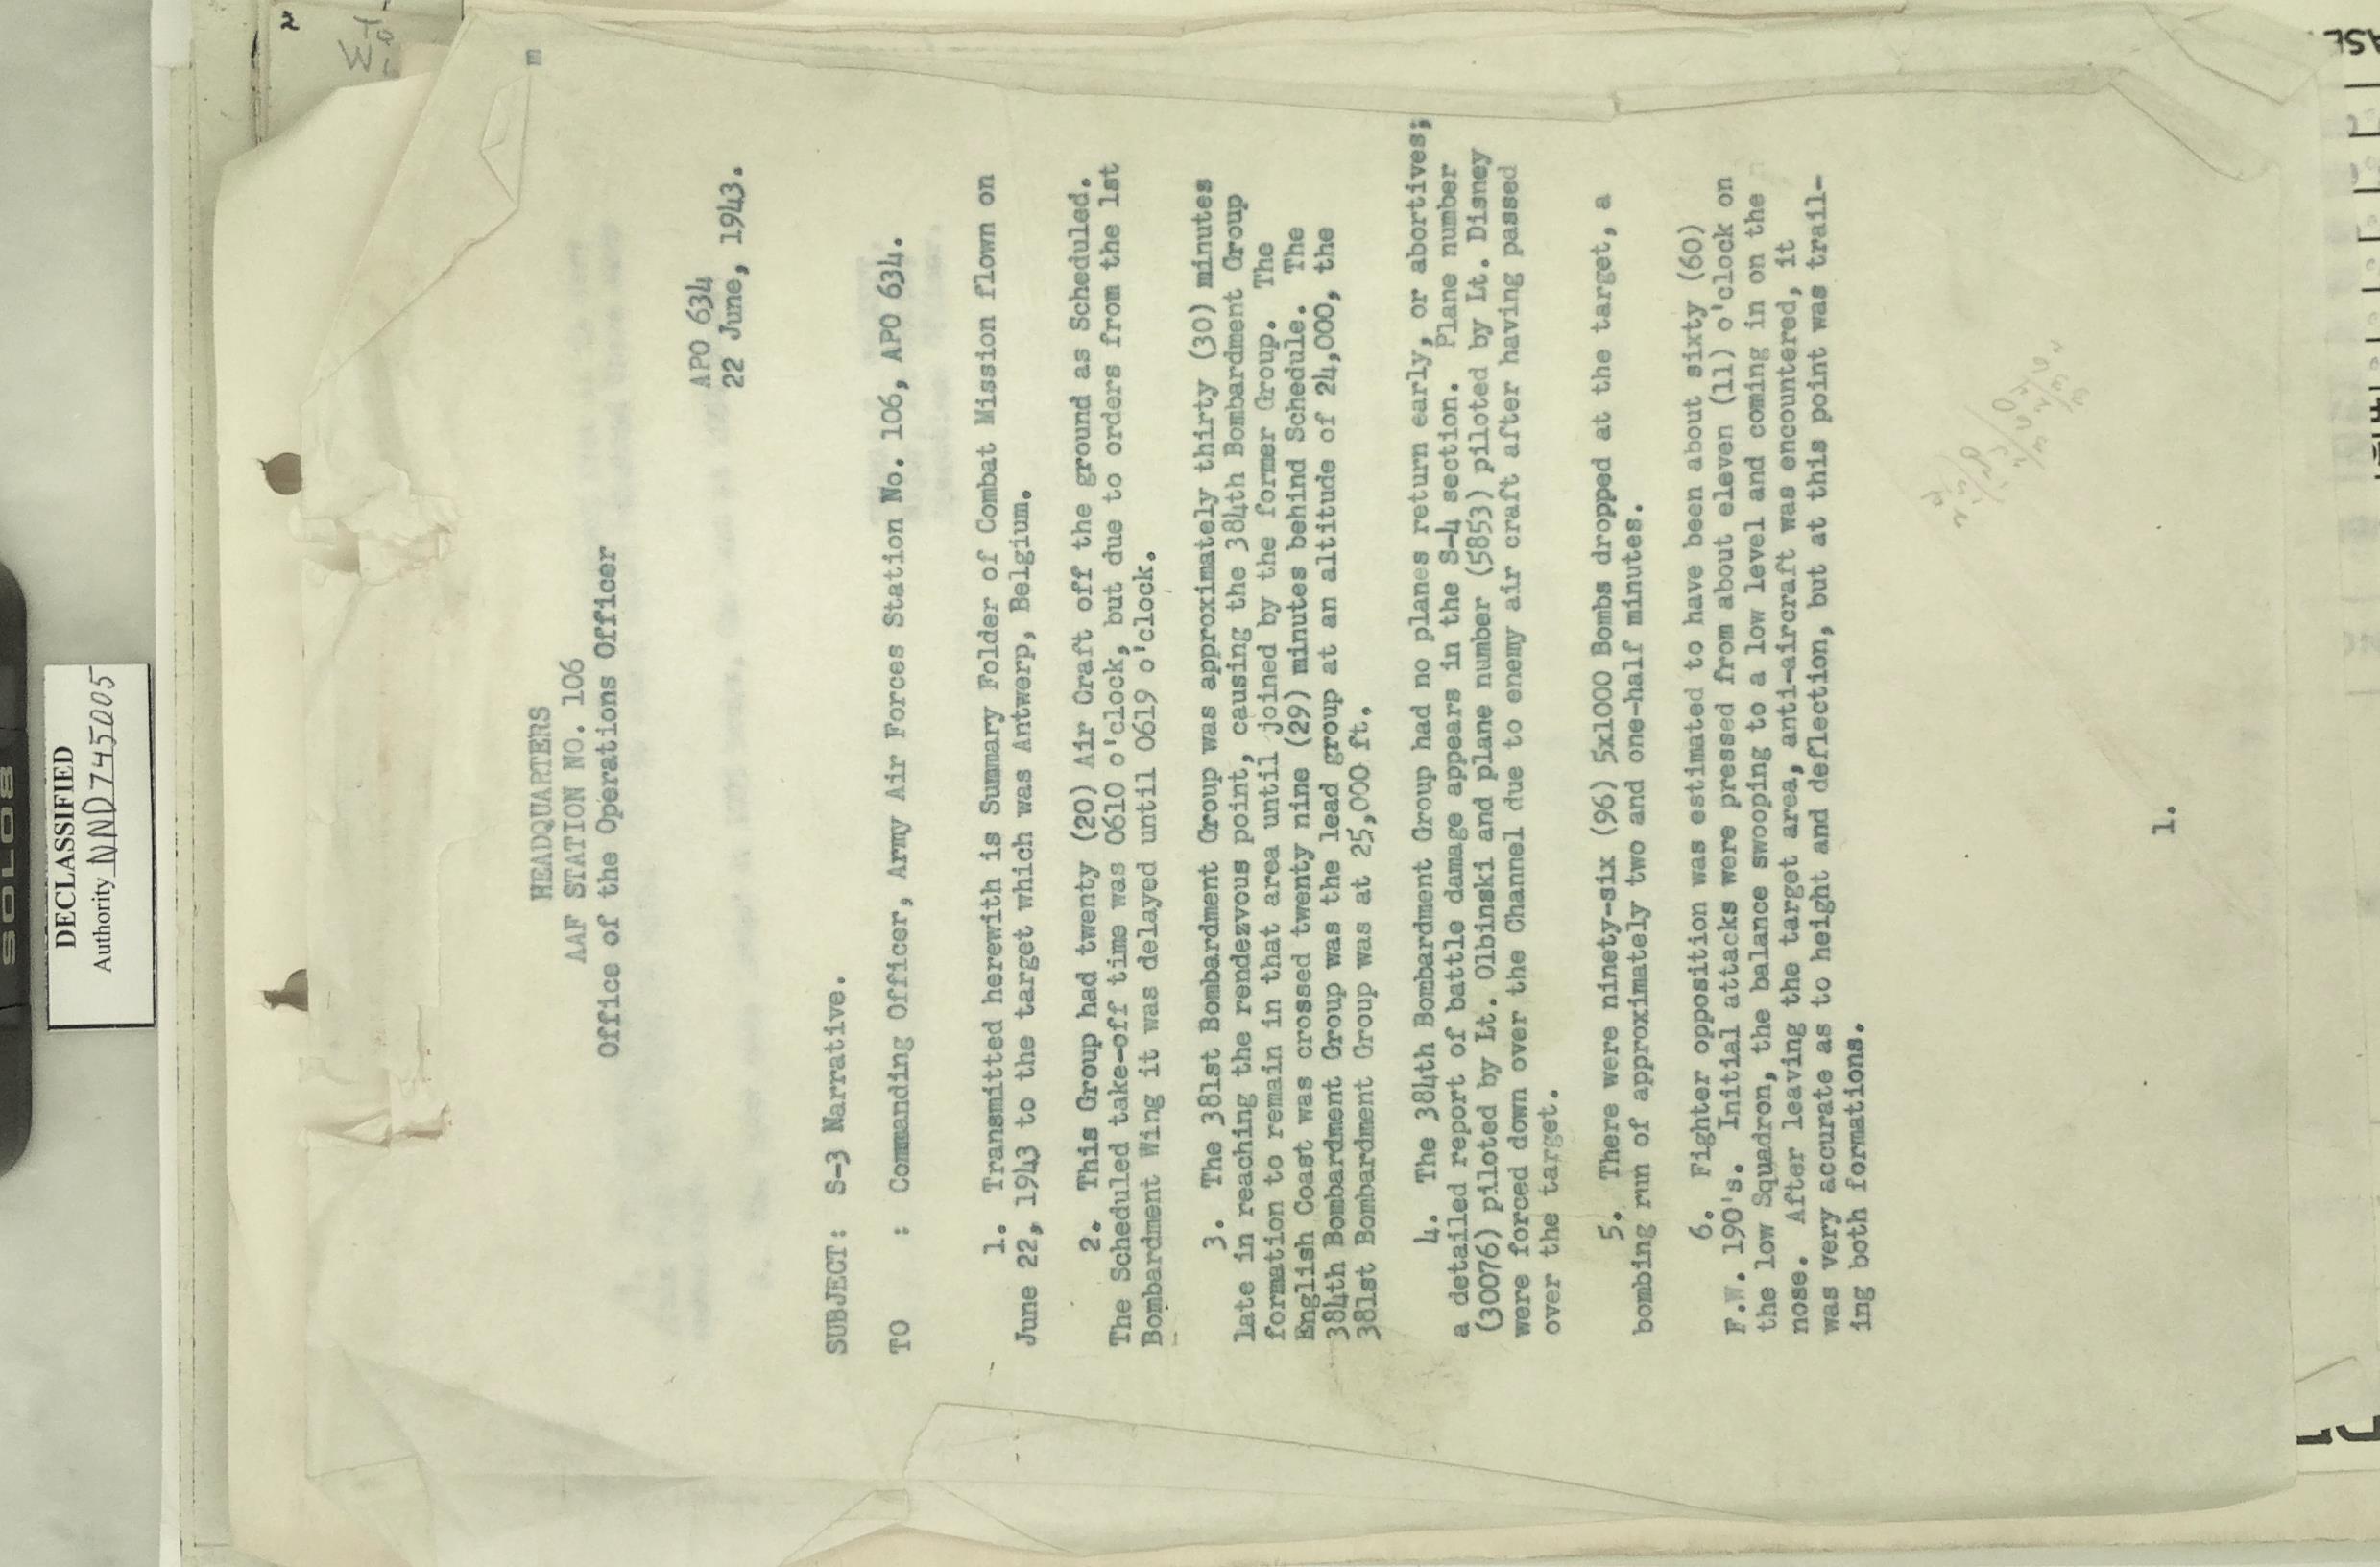 SOLO8
DECLASSIFIED
Authority NND745005
HEADQUARTERS
AAF STATION NO. 106
Office of the Operations Officer
APO 634
22 June, 1943.
SUBJECT: S-3 Narrative.
TO : Commanding Officer, Army Air Forces Station No. 106, APO 634.
1. Transmitted herewith is Summary Folder of Combat Mission flown on
June 22, 1943 to the target which was Antwerp, Belgium.
2. This Group had twenty (20) Air Craft off the ground as Scheduled.
The Scheduled take-off time was 0610 o'clock, but due to orders from the 1st
Bombardment Wing it was delayed until 0619 o'clock.
3. The 381st Bombardment Group was approximately thirty (30) minutes
late in reaching the rendezvous point, causing the 384th Bombardment Group
formation to remain in that area until joined by the former Group. The
English Coast was crossed twenty nine (29) minutes behind Schedule. The
384th Bombardment Group was the lead group at an altitude of 24,000, the
381st Bombardment Group was at 25,000 ft.
4. The 384th Bombardment Group had no planes return early, or abortives;
a detailed report of battle damage appears in the S-4 section. Plane number
(30076) piloted by Lt. Olbinski and plane number (5853) piloted by Lt. Disney
were forced down over the Channel due to enemy air craft after having passed
over the target.
5. There were ninety-six (96) 5x1000 Bombs dropped at the target, a
bombing run of approximately two and one-half minutes.
6. Fighter opposition was estimated to have been about sixty (60)
F.W. 190's. Initial attacks were pressed from about eleven (11) o'clock on
the low Squadron, the balance swooping to a low level and coming in on the
nose. After leaving the target area, anti-aircraft was encountered, it
was very accurate as to height and deflection, but at this point was trail-
ing both formations.
1.